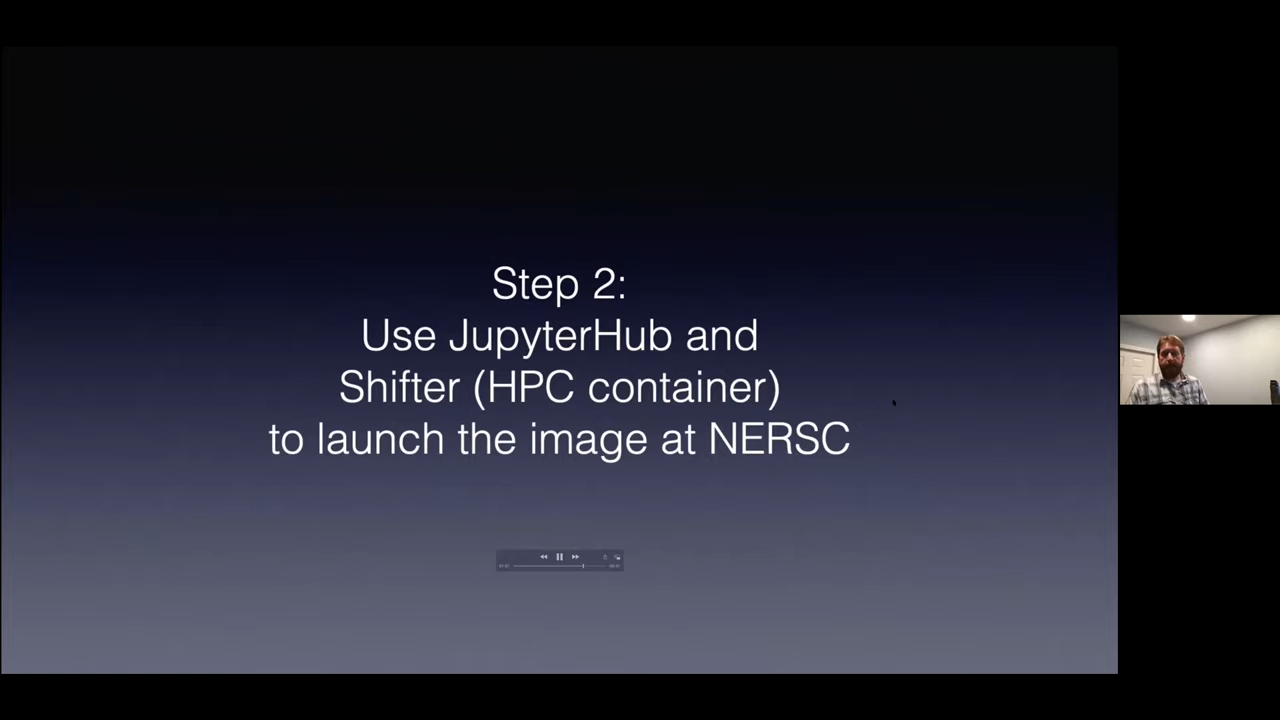 Step 2:
Use JupyterHub and
Shifter (HPC container)
to launch the image at NERSC